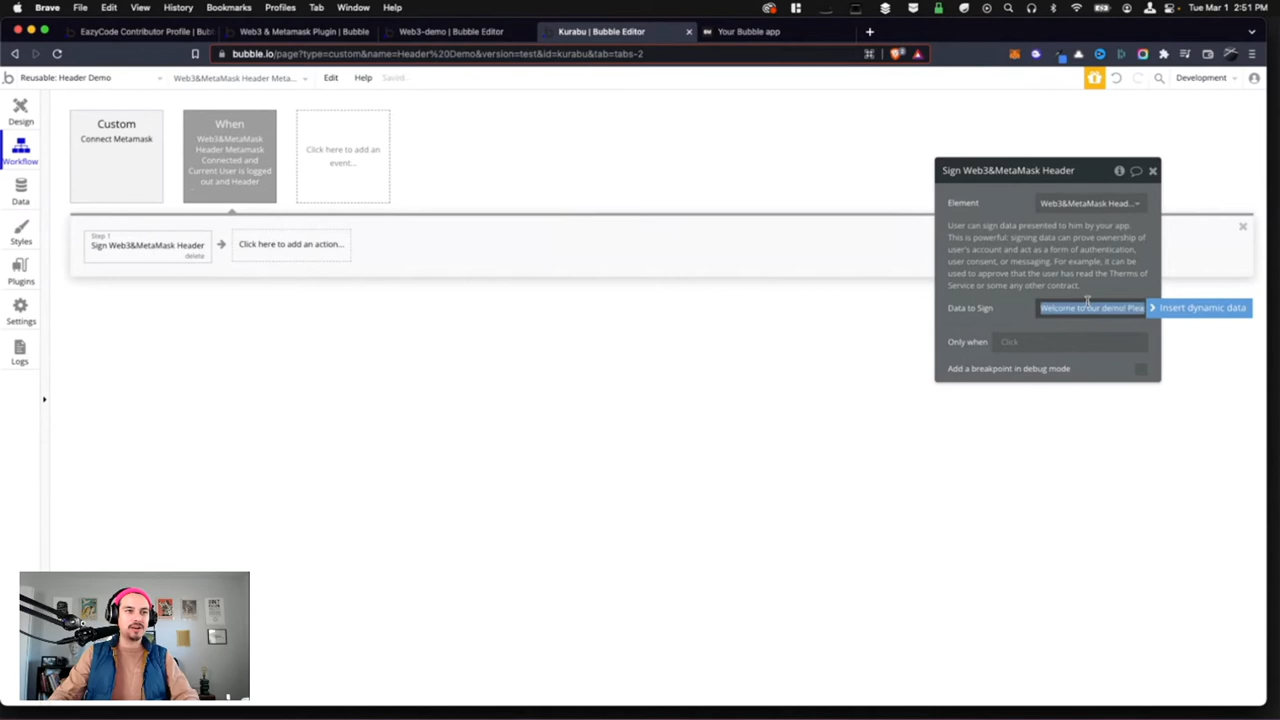 Brave File Edit View History Bookmarks Profiles Tab Window Help Tue Mar 1 2:51 PM
EazyCode Contributor Profile | Bub Web3 & Metamask Plugin | Bubble Web3-demo | Bubble Editor Kurabu | Bubble Editor Your Bubble app
bubble.io/page?type=custom&name=Header%20Demo&version=test&id=kurabu&tab=tabs-2
Reusable: Header Demo Web3&MetaMask Header Meta... Edit Help Saved Development
Design
Workflow
Data
Styles
Plugins
Settings
Logs
Custom
Connect Metamask
When
Web3&MetaMask
Header Metamask
Connected and
Current User is logged
out and Header
Click here to add an
event...
Step 1
Sign Web3&MetaMask Header
delete
Click here to add an action...
Sign Web3&MetaMask Header
Element Web3&MetaMask Head...
User can sign data presented to him by your app.
This is powerful: signing data can prove ownership of
user's account and act as a form of authentication,
user consent, or messaging. For example, it can be
used to approve that the user has read the Therms of
Service or some any other contract.
Data to Sign Welcome to our demo! Plea Insert dynamic data
Only when Click
Add a breakpoint in debug mode